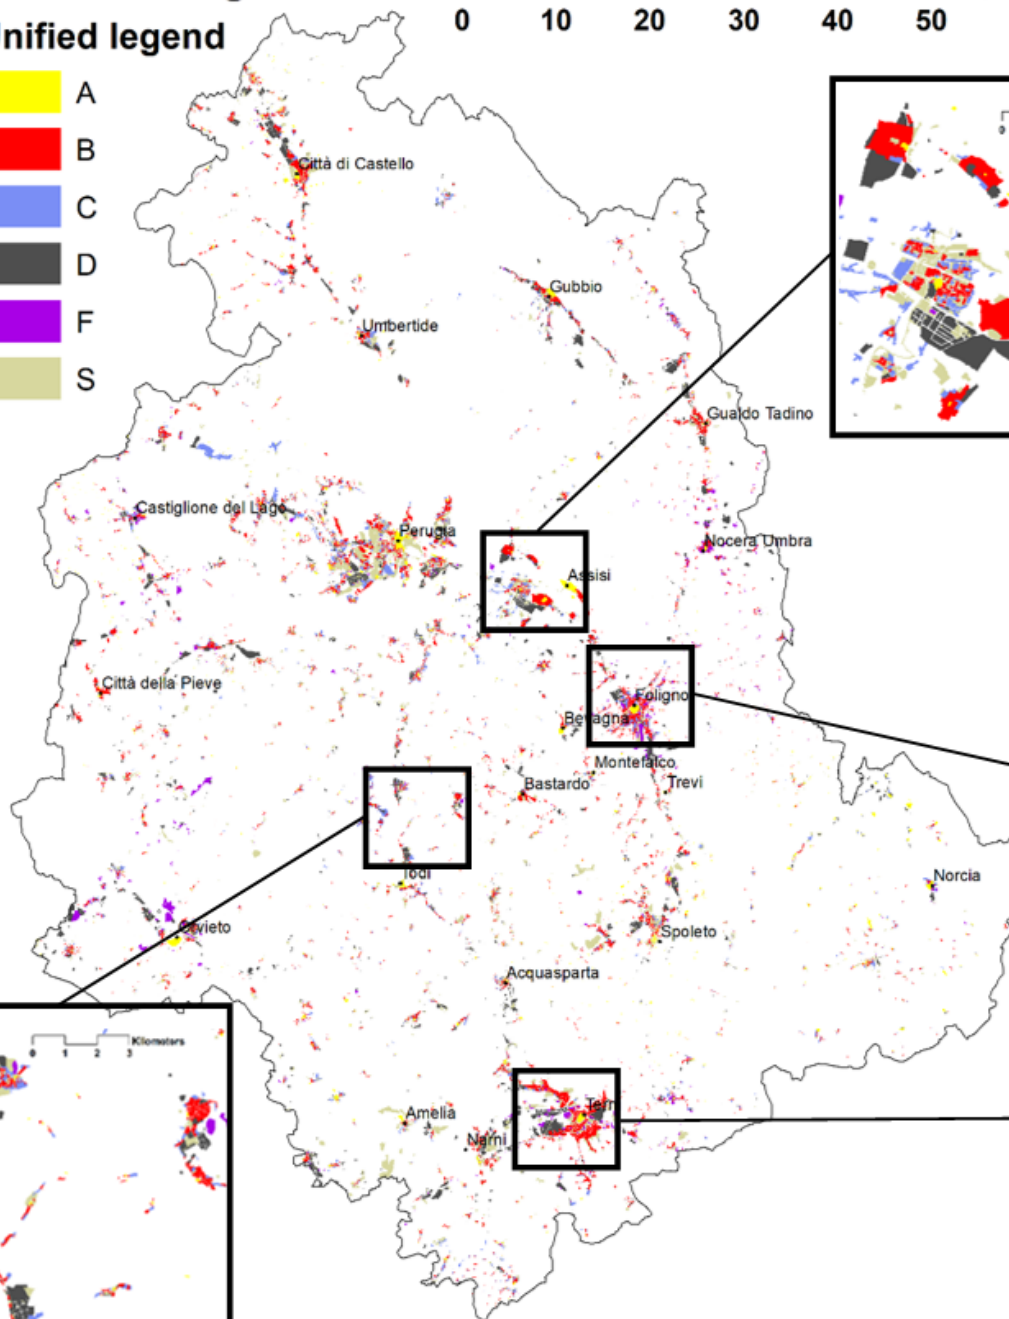 0 10 20 30 40 50
nified legend
A
B
C
D
F
S
Città di Castello
Gubbio
Umbertide
Gualdo Tadino
Castiglione del Lago
Perugia
Nocera Umbra
Assisi
Città della Pieve
Foligno
Bevagna
Montefalco
Bastardo
Trevi
Todi
Norcia
Orvieto
Spoleto
Acquasparta
0 1 2 3 Kilometers
Amelia
Terni
Narni
0